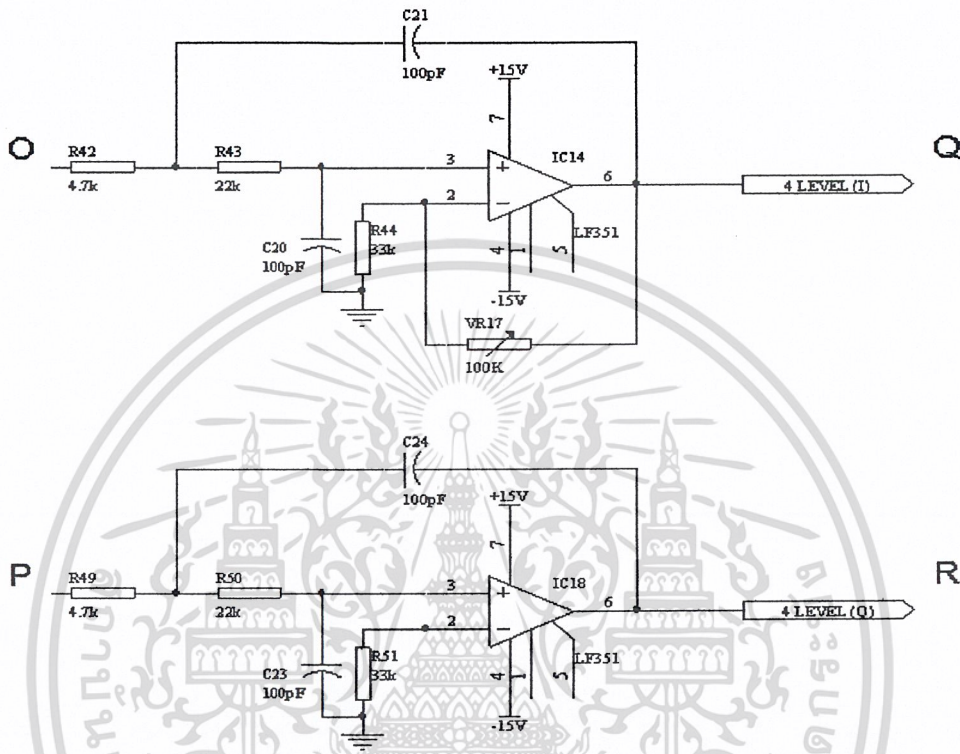 C21
100pF
+15V
7
O
R42
4.7k
R43
22k
3
+
IC14
6
Q
4 LEVEL (I)
2
-
C20
100pF
R44
33k
4
1
5
LF351
-15V
VR17
100K
C24
100pF
+15V
7
P
R49
4.7k
R50
22k
3
+
IC18
6
R
4 LEVEL (Q)
2
-
C23
100pF
R51
33k
4
1
5
LF351
-15V